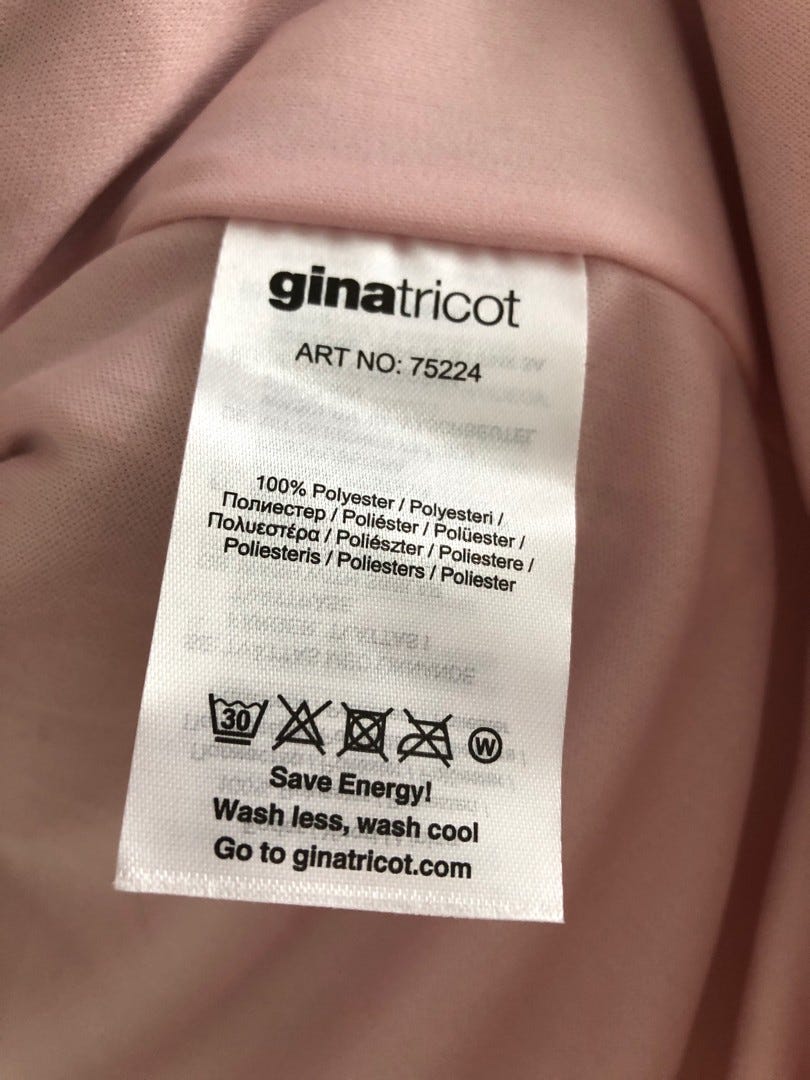 ginatricot
ART NO: 75224
100% Polyester / Polyesteri /
Полиестер / Poliéster / Polüester /
Πολυεστέρα / Poliészter / Poliestere /
Poliesteris / Poliesters / Poliester
30 W
Save Energy!
Wash less, wash cool
Go to ginatricot.com